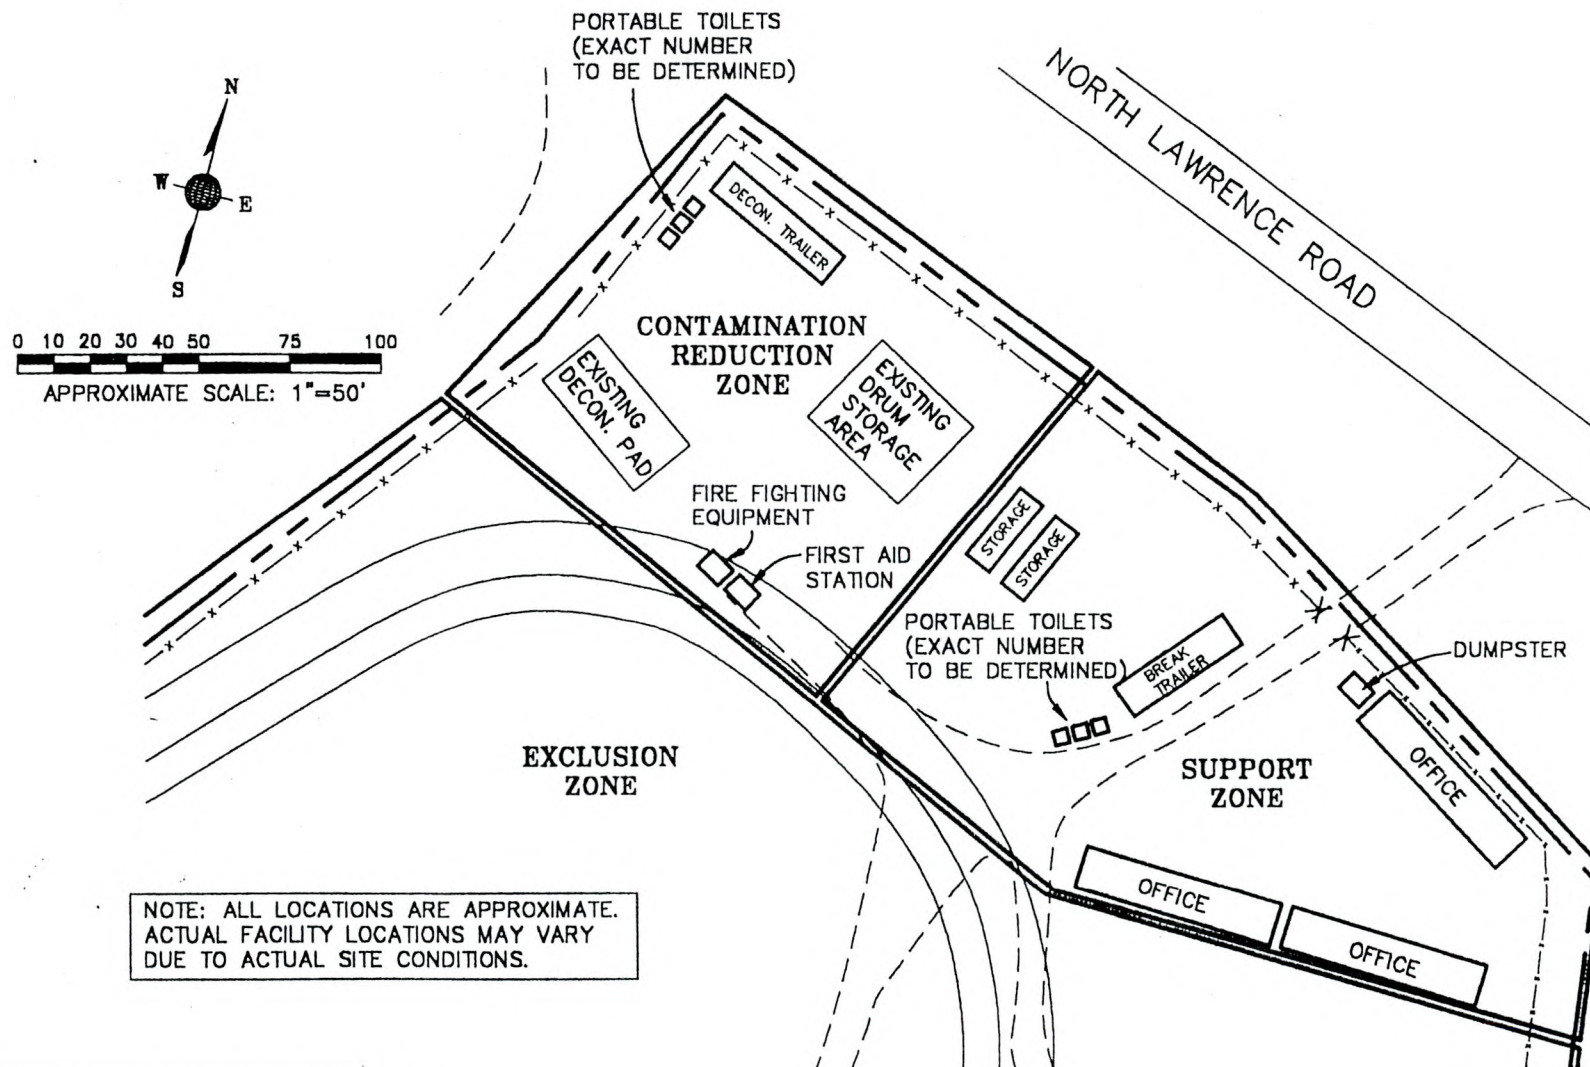 PORTABLE TOILETS
(EXACT NUMBER
TO BE DETERMINED)
NORTH LAWRENCE ROAD
N
W
E
S
DECON. TRAILER
0 10 20 30 40 50 75 100
APPROXIMATE SCALE: 1"=50'
CONTAMINATION
REDUCTION
ZONE
EXISTING
DECON. PAD
EXISTING
DRUM
STORAGE
AREA
FIRE FIGHTING
EQUIPMENT
FIRST AID
STATION
STORAGE
STORAGE
PORTABLE TOILETS
(EXACT NUMBER
TO BE DETERMINED)
BREAK
TRAILER
DUMPSTER
EXCLUSION
ZONE
SUPPORT
ZONE
OFFICE
OFFICE
OFFICE
NOTE: ALL LOCATIONS ARE APPROXIMATE.
ACTUAL FACILITY LOCATIONS MAY VARY
DUE TO ACTUAL SITE CONDITIONS.